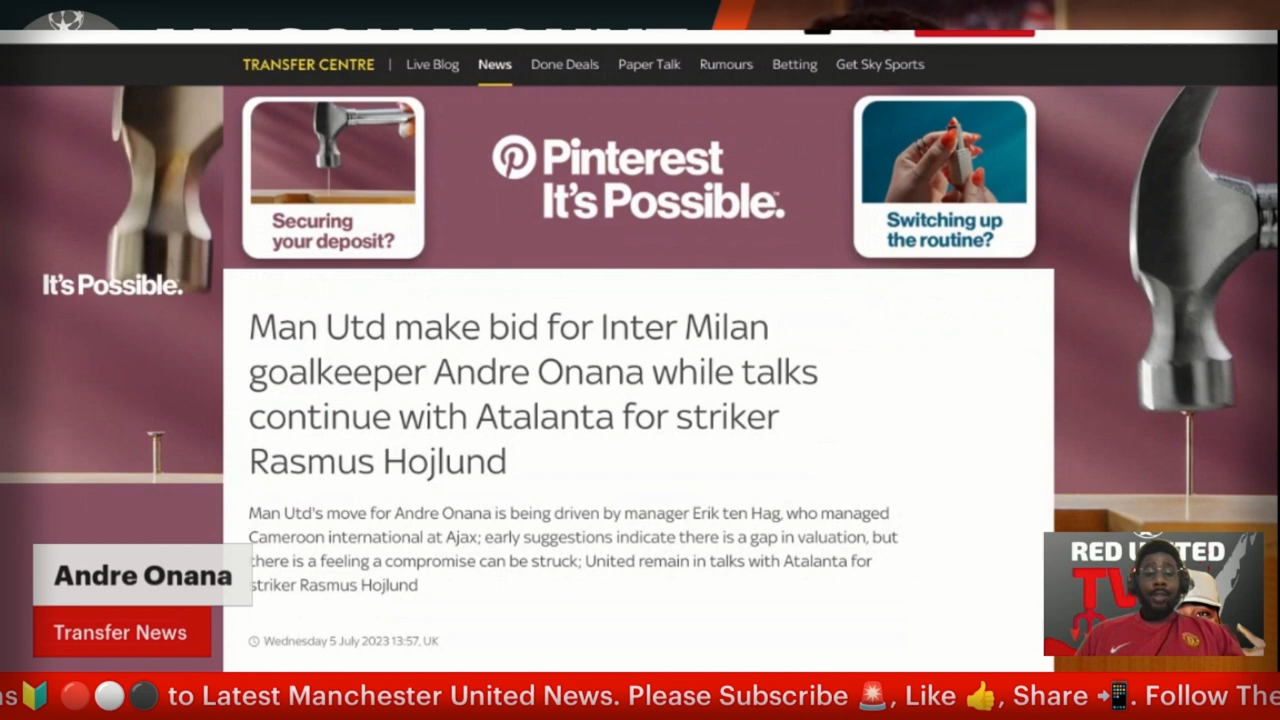 TRANSFER CENTRE | Live Blog News Done Deals Paper Talk Rumours Betting Get Sky Sports
Pinterest
It's Possible.™
Securing
your deposit?
Switching up
the routine?
It's Possible.
Man Utd make bid for Inter Milan
goalkeeper Andre Onana while talks
continue with Atalanta for striker
Rasmus Hojlund
Man Utd's move for Andre Onana is being driven by manager Erik ten Hag, who managed
Cameroon international at Ajax; early suggestions indicate there is a gap in valuation, but
there is a feeling a compromise can be struck; United remain in talks with Atalanta for
striker Rasmus Hojlund
Wednesday 5 July 2023 13:57, UK
Andre Onana
Transfer News
RED UNITED
TV
to Latest Manchester United News. Please Subscribe 🚨, Like 👍, Share 📲. Follow The